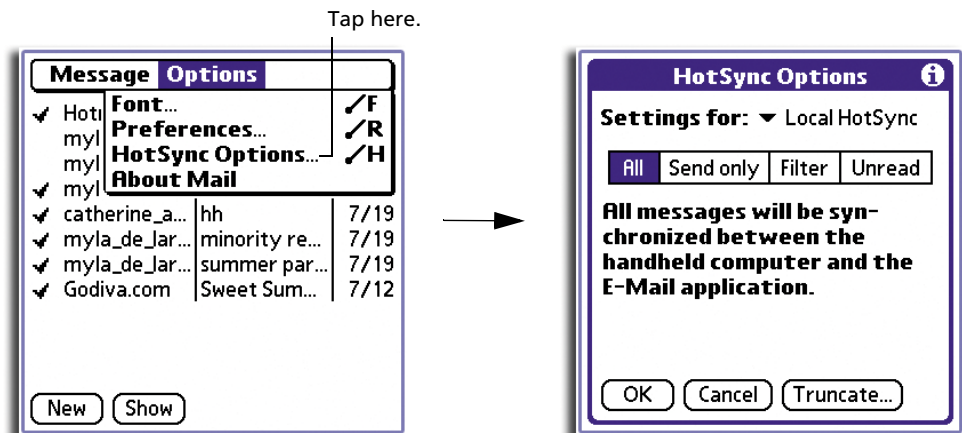 Tap here.
Message Options
Font... /F
Preferences... /R
HotSync Options... /H
About Mail
myl
myl
myl
catherine_a... hh 7/19
myla_de_lar... minority re... 7/19
myla_de_lar... summer par... 7/19
Godiva.com Sweet Sum... 7/12
New Show
HotSync Options i
Settings for: Local HotSync
All Send only Filter Unread
All messages will be syn-
chronized between the
handheld computer and the
E-Mail application.
OK Cancel Truncate...